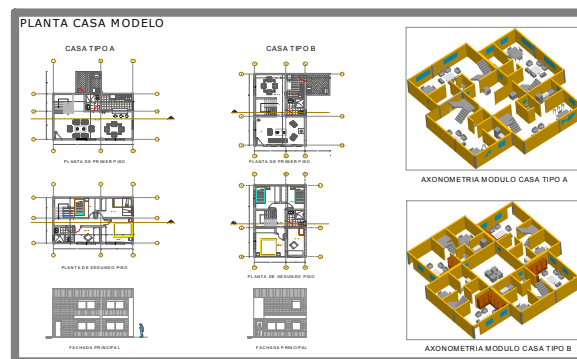 PLANTA CASA MODELO
CASA TIPO A
CASA TIPO B
PLANTA DE PRIMER PISO
PLANTA DE PRIMER PISO
AXONOMETRIA MODULO CASA TIPO A
PLANTA DE SEGUNDO PISO
PLANTA DE SEGUNDO PISO
FACHADA PRINCIPAL
FACHADA PRINCIPAL
AXONOMETRIA MODULO CASA TIPO B